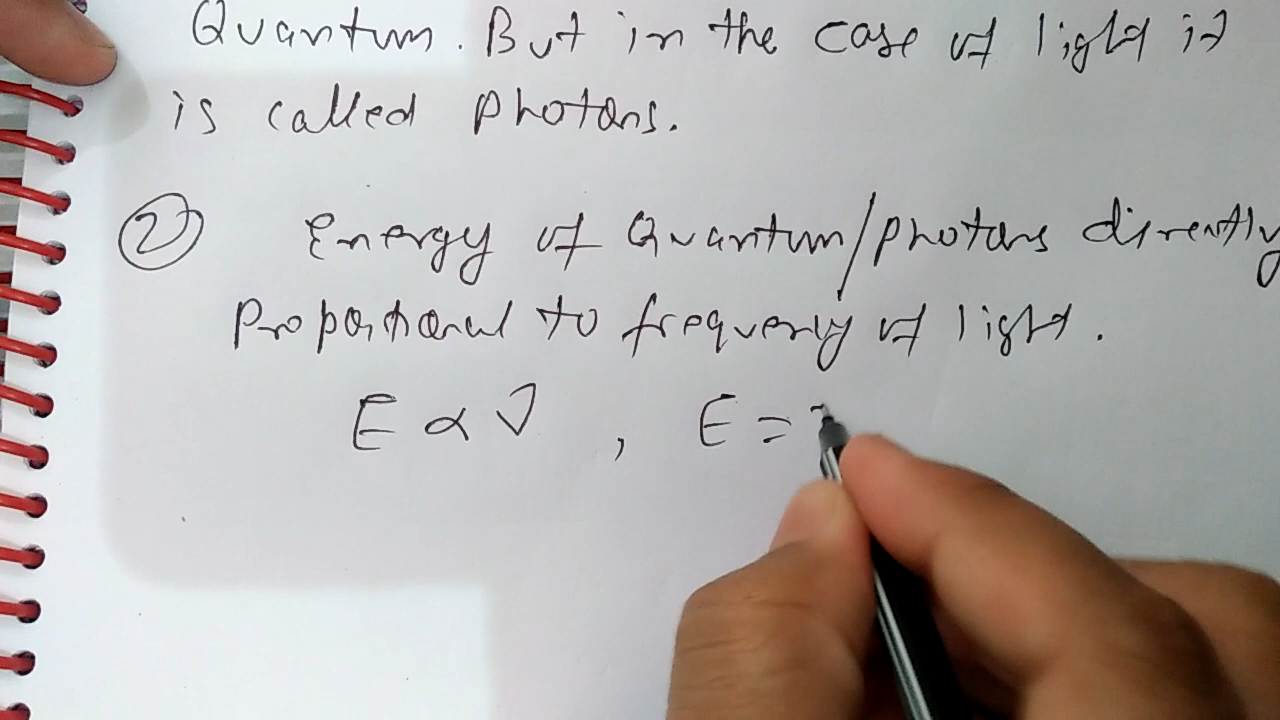 Quantum. But in the case of light it
is called photons.
② Energy of Quantum/photons directly
proportional to frequency of light.
E ∝ ν , E =